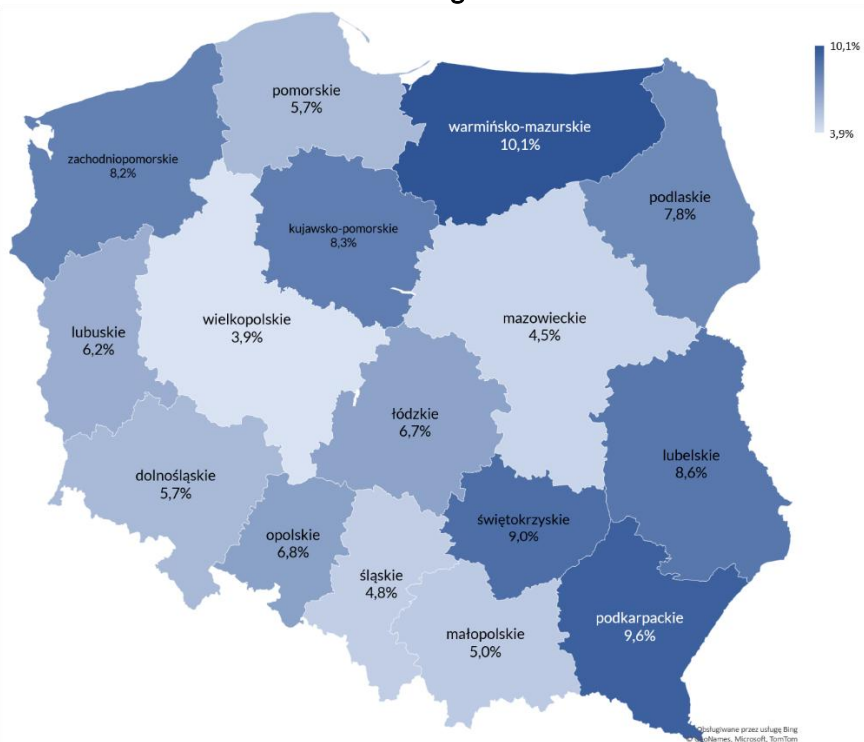 pomorskie
5,7%
warmińsko-mazurskie
10,1%
10,1%
3,9%
zachodniopomorskie
8,2%
podlaskie
7,8%
kujawsko-pomorskie
8,3%
lubuskie
6,2%
wielkopolskie
3,9%
mazowieckie
4,5%
łódzkie
6,7%
lubelskie
8,6%
dolnośląskie
5,7%
opolskie
6,8%
świętokrzyskie
9,0%
śląskie
4,8%
małopolskie
5,0%
podkarpackie
9,6%
Obsługiwane przez usługę Bing
© GeoNames, Microsoft, TomTom